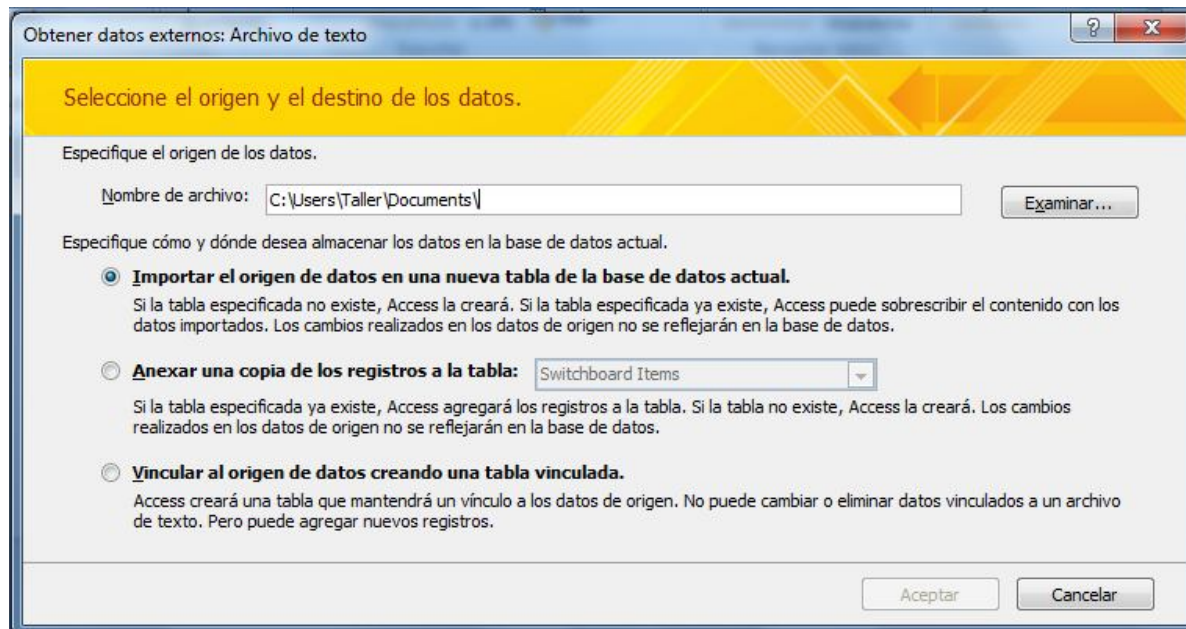 Obtener datos externos: Archivo de texto
Seleccione el origen y el destino de los datos.
Especifique el origen de los datos.
Nombre de archivo: C:\Users\Taller\Documents\ Examinar...
Especifique cómo y dónde desea almacenar los datos en la base de datos actual.
Importar el origen de datos en una nueva tabla de la base de datos actual.
Si la tabla especificada no existe, Access la creará. Si la tabla especificada ya existe, Access puede sobrescribir el contenido con los
datos importados. Los cambios realizados en los datos de origen no se reflejarán en la base de datos.
Anexar una copia de los registros a la tabla: Switchboard Items
Si la tabla especificada ya existe, Access agregará los registros a la tabla. Si la tabla no existe, Access la creará. Los cambios
realizados en los datos de origen no se reflejarán en la base de datos.
Vincular al origen de datos creando una tabla vinculada.
Access creará una tabla que mantendrá un vínculo a los datos de origen. No puede cambiar o eliminar datos vinculados a un archivo
de texto. Pero puede agregar nuevos registros.
Aceptar Cancelar